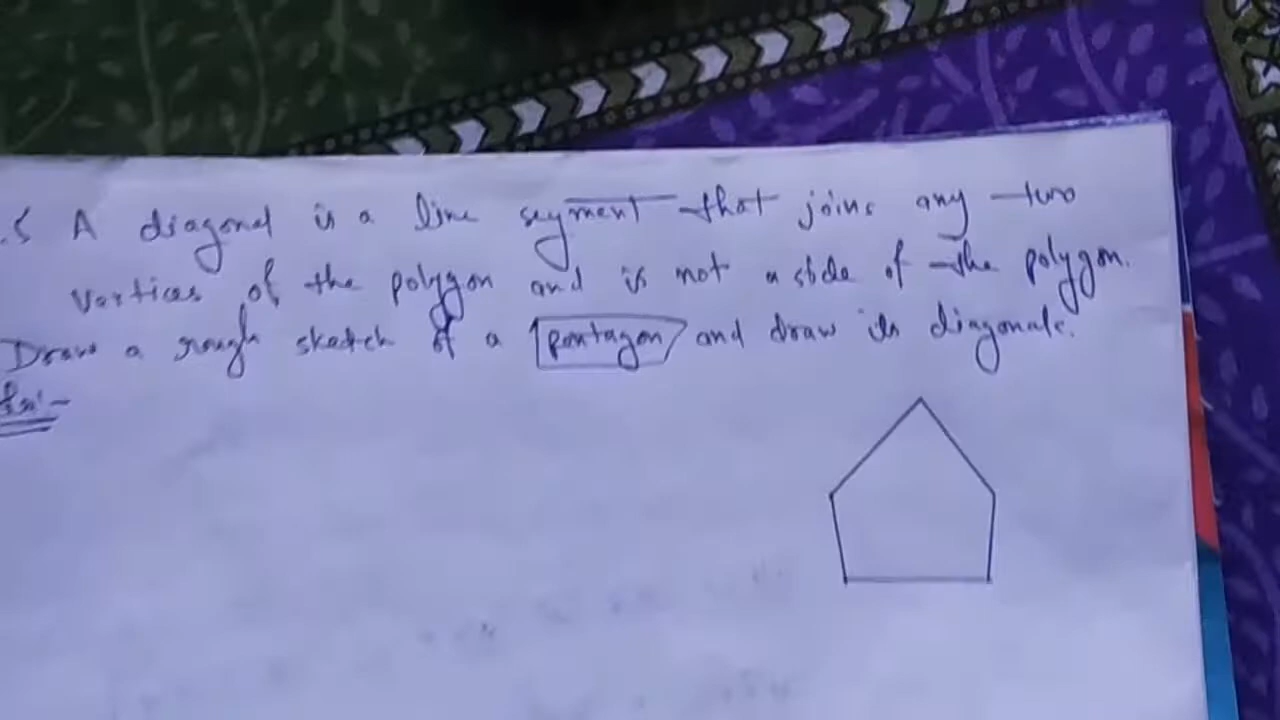 .5 A diagonal is a line segment that joins any two
vertices of the polygon and is not a side of the polygon.
Draw a rough sketch of a pentagon and draw its diagonals.